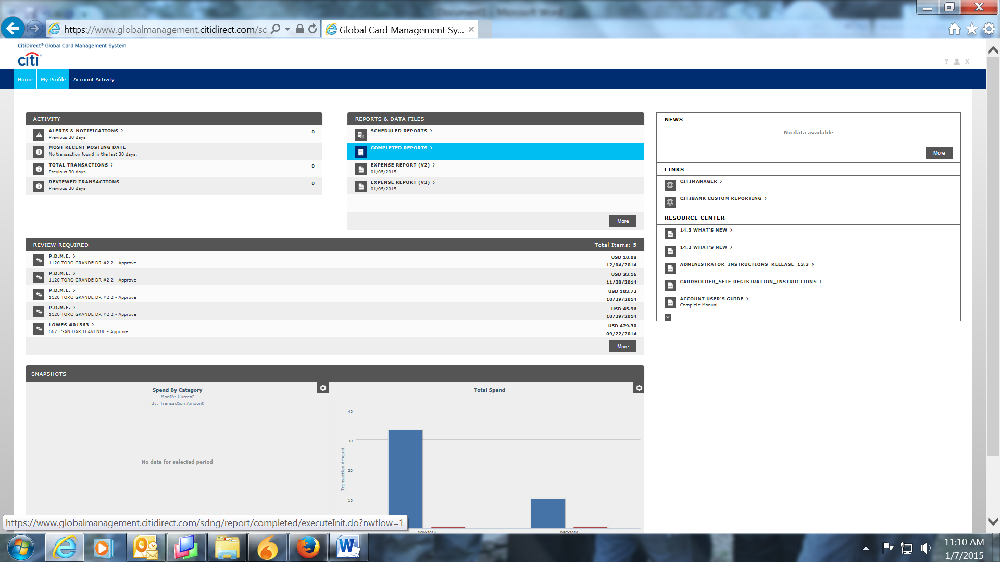 Document1 - Microsoft Word
https://www.globalmanagement.citidirect.com/sc
Global Card Management Sy...
CitiDirect® Global Card Management System
citi
? X
Home
My Profile
Account Activity
ACTIVITY
ALERTS & NOTIFICATIONS ›
Previous 30 days
0
MOST RECENT POSTING DATE
No transaction found in the last 30 days.
TOTAL TRANSACTIONS ›
Previous 30 days
0
REVIEWED TRANSACTIONS
Previous 30 days
0
REPORTS & DATA FILES
SCHEDULED REPORTS ›
COMPLETED REPORTS ›
EXPENSE REPORT (V2) ›
01/05/2015
EXPENSE REPORT (V2) ›
01/05/2015
More
NEWS
No data available
More
LINKS
CITIMANAGER ›
CITIBANK CUSTOM REPORTING ›
RESOURCE CENTER
14.3 WHAT'S NEW ›
14.2 WHAT'S NEW ›
ADMINISTRATOR_INSTRUCTIONS_RELEASE_13.3 ›
CARDHOLDER_SELF-REGISTRATION_INSTRUCTIONS ›
ACCOUNT USER'S GUIDE ›
Complete Manual
REVIEW REQUIRED
Total Items: 5
P.D.M.E. ›
1120 TORO GRANDE DR #2 2 - Approve
USD 10.08
12/04/2014
P.D.M.E. ›
1120 TORO GRANDE DR #2 2 - Approve
USD 33.16
11/20/2014
P.D.M.E. ›
1120 TORO GRANDE DR #2 2 - Approve
USD 103.73
10/29/2014
P.D.M.E. ›
1120 TORO GRANDE DR #2 2 - Approve
USD 45.96
10/29/2014
LOWES #01563 ›
6623 SAN DARIO AVENUE - Approve
USD 429.30
09/22/2014
More
SNAPSHOTS
Spend By Category
Month: Current
By: Transaction Amount
No data for selected period
Total Spend
Transaction Amount
40
30
20
10
NOV-2014
DEC-2014
https://www.globalmanagement.citidirect.com/sdng/report/completed/executeInit.do?nwflow=1
11:10 AM
1/7/2015